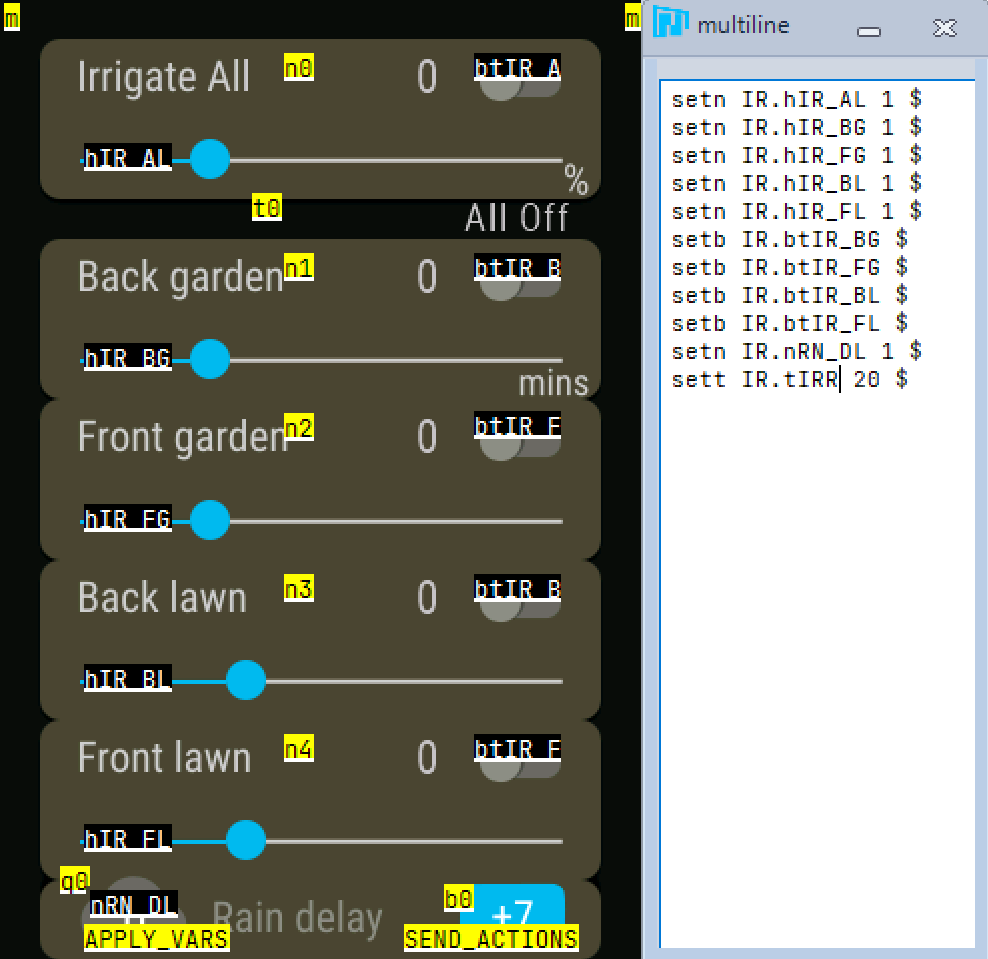 m
m
multiline
Irrigate All
n0
0
btIR_A
hIR_AL
%
t0
All Off
Back garden
n1
0
btIR_B
hIR_BG
mins
Front garden
n2
0
btIR_F
hIR_FG
Back lawn
n3
0
btIR_B
hIR_BL
Front lawn
n4
0
btIR_F
hIR_FL
nRN_DL
Rain delay
b0
+7
APPLY_VARS
SEND_ACTIONS
setn IR.hIR_AL 1 $
setn IR.hIR_BG 1 $
setn IR.hIR_FG 1 $
setn IR.hIR_BL 1 $
setn IR.hIR_FL 1 $
setb IR.btIR_BG $
setb IR.btIR_FG $
setb IR.btIR_BL $
setb IR.btIR_FL $
setn IR.nRN_DL 1 $
sett IR.tIRR 20 $